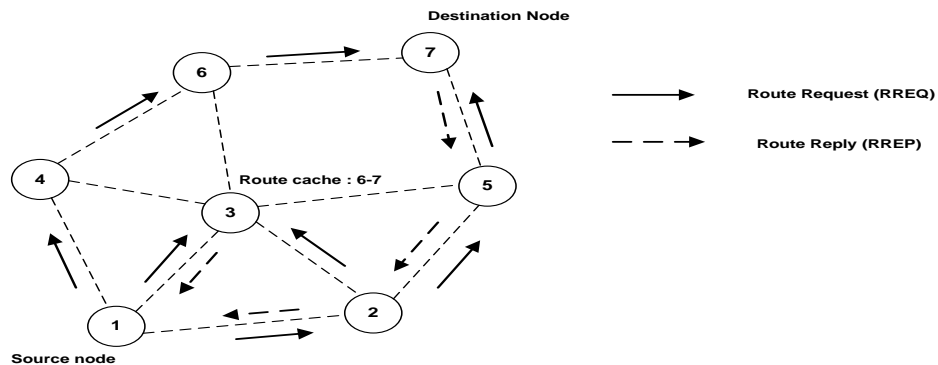 Destination Node
7
6
Route Request (RREQ)
Route Reply (RREP)
4
Route cache : 6-7
5
3
2
1
Source node